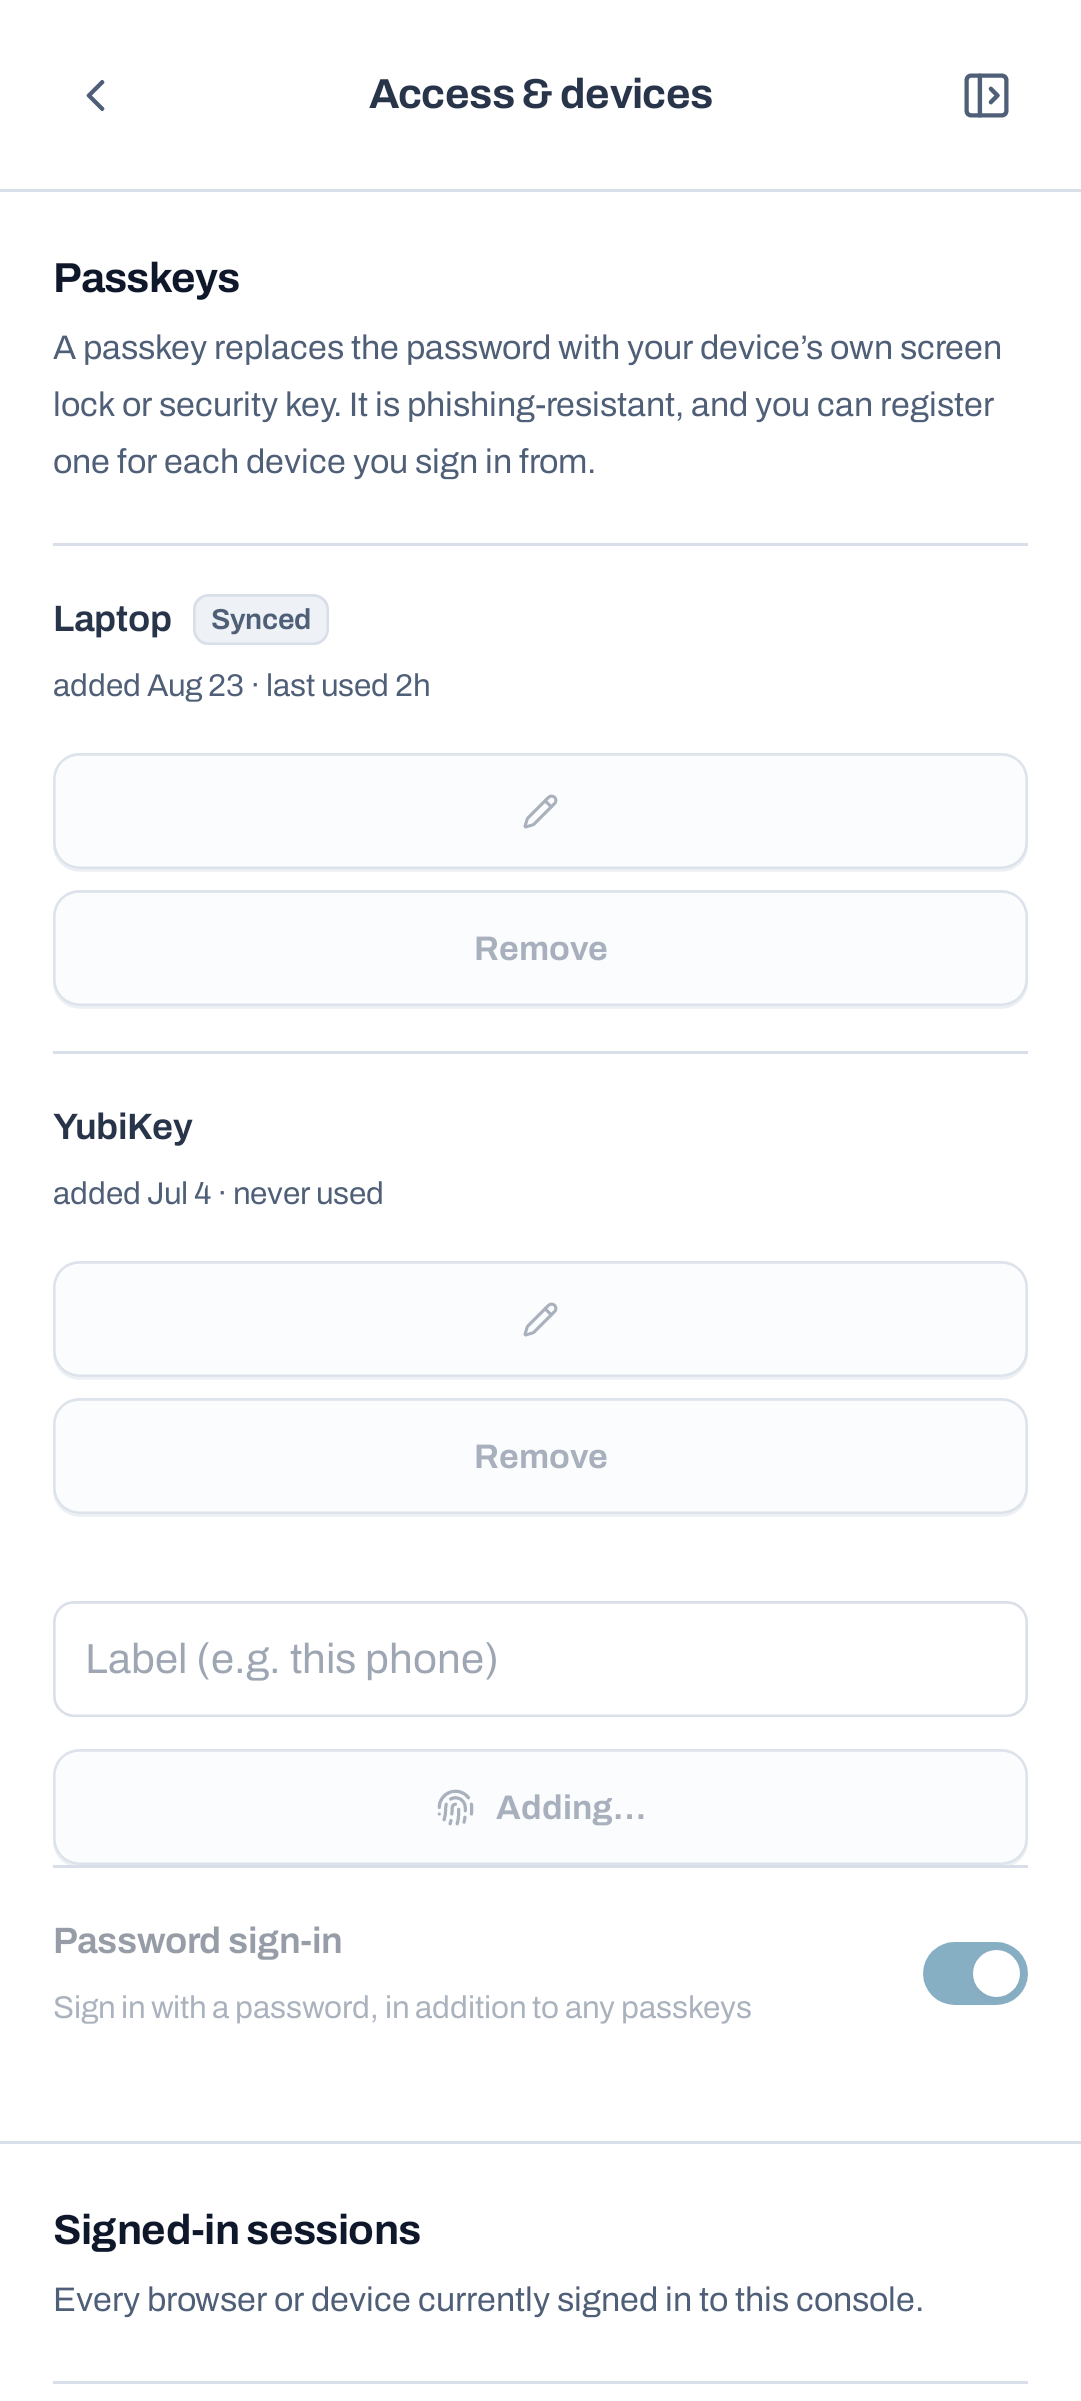 Access & devices
Passkeys
A passkey replaces the password with your device’s own screen
lock or security key. It is phishing-resistant, and you can register
one for each device you sign in from.
Laptop Synced
added Aug 23 · last used 2h
Remove
YubiKey
added Jul 4 · never used
Remove
Label (e.g. this phone)
Adding…
Password sign-in
Sign in with a password, in addition to any passkeys
Signed-in sessions
Every browser or device currently signed in to this console.